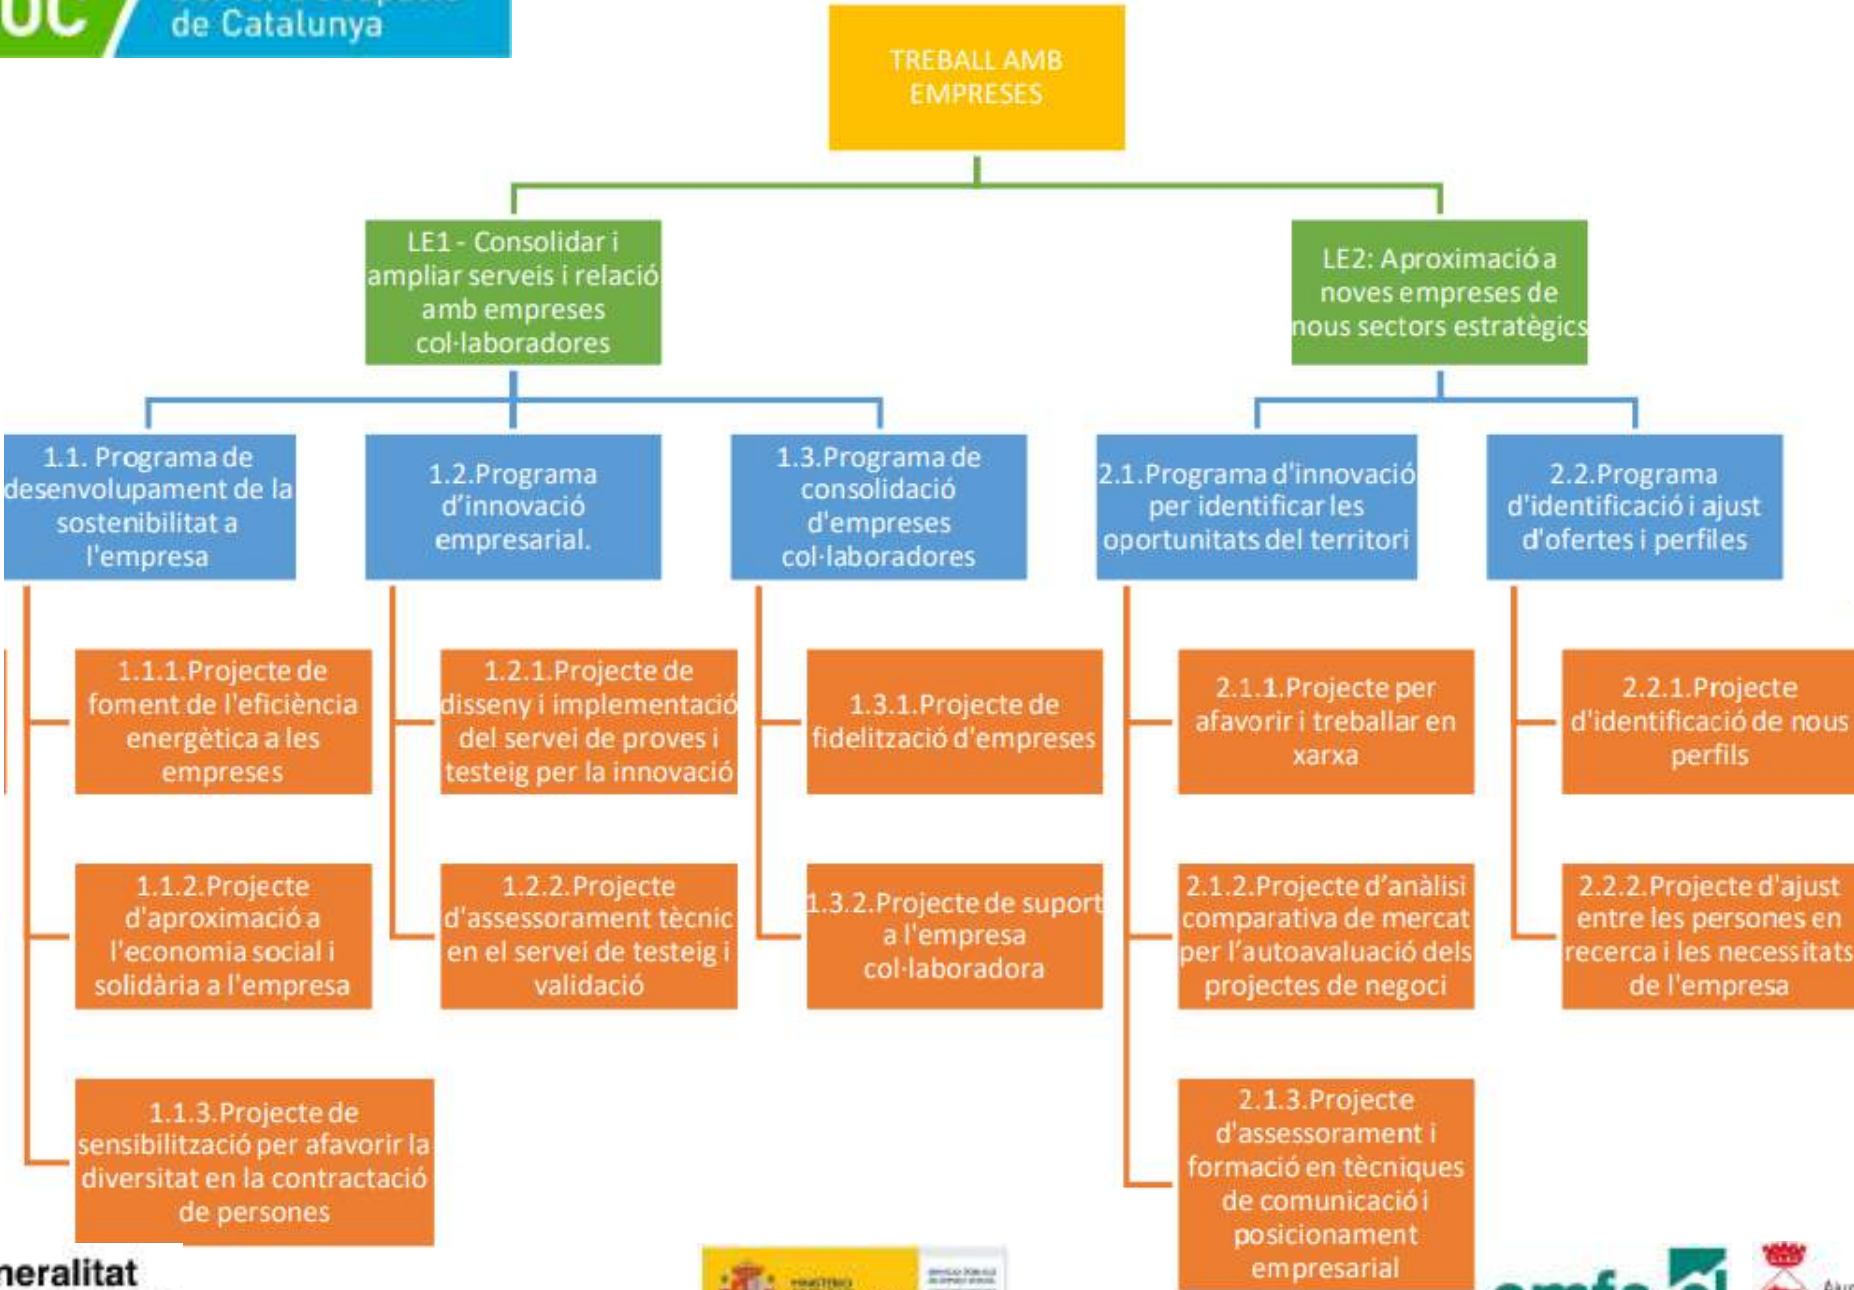 de Catalunya
TREBALL AMB
EMPRESES
LE1 - Consolidar i
ampliar serveis i relació
amb empreses
col·laboradores
LE2: Aproximació a
noves empreses de
nous sectors estratègics
1.1. Programa de
desenvolupament de la
sostenibilitat a
l'empresa
1.2.Programa
d’innovació
empresarial.
1.3.Programa de
consolidació
d'empreses
col·laboradores
2.1.Programa d'innovació
per identificar les
oportunitats del territori
2.2.Programa
d'identificació i ajust
d'ofertes i perfiles
1.1.1.Projecte de
foment de l'eficiència
energètica a les
empreses
1.2.1.Projecte de
disseny i implementació
del servei de proves i
testeig per la innovació
1.3.1.Projecte de
fidelització d'empreses
2.1.1.Projecte per
afavorir i treballar en
xarxa
2.2.1.Projecte
d'identificació de nous
perfils
1.1.2.Projecte
d'aproximació a
l'economia social i
solidària a l'empresa
1.2.2.Projecte
d’assessorament tècnic
en el servei de testeig i
validació
1.3.2.Projecte de suport
a l'empresa
col·laboradora
2.1.2.Projecte d’anàlisi
comparativa de mercat
per l’autoavaluació dels
projectes de negoci
2.2.2.Projecte d'ajust
entre les persones en
recerca i les necessitats
de l'empresa
1.1.3.Projecte de
sensibilització per afavorir la
diversitat en la contractació
de persones
2.1.3.Projecte
d'assessorament i
formació en tècniques
de comunicació i
posicionament
empresarial
neralitat
MINISTERIO